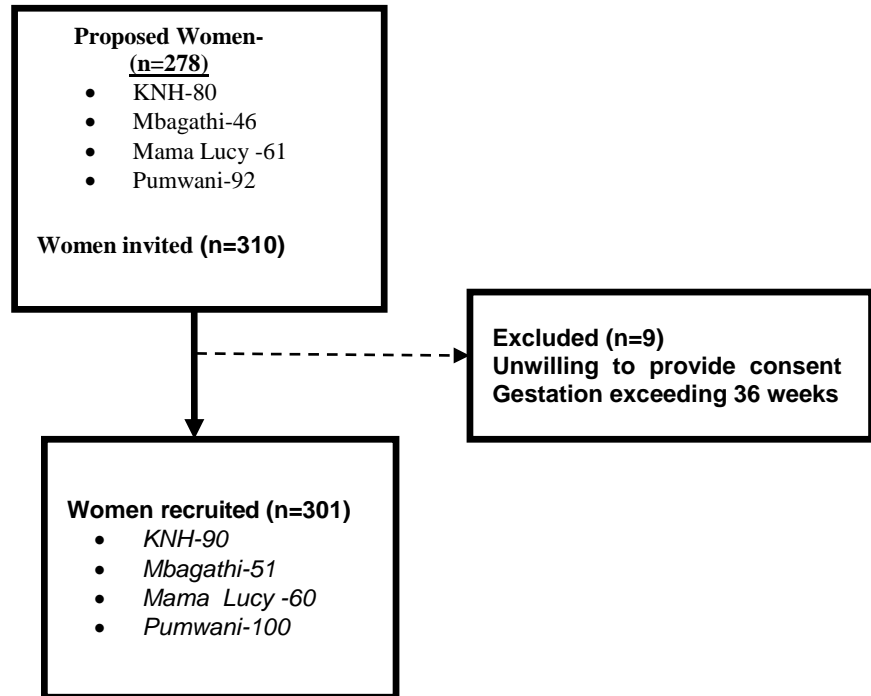 Proposed Women-
(n=278)
• KNH-80
• Mbagathi-46
• Mama Lucy -61
• Pumwani-92
Women invited (n=310)
Excluded (n=9)
Unwilling to provide consent
Gestation exceeding 36 weeks
Women recruited (n=301)
• KNH-90
• Mbagathi-51
• Mama Lucy -60
• Pumwani-100